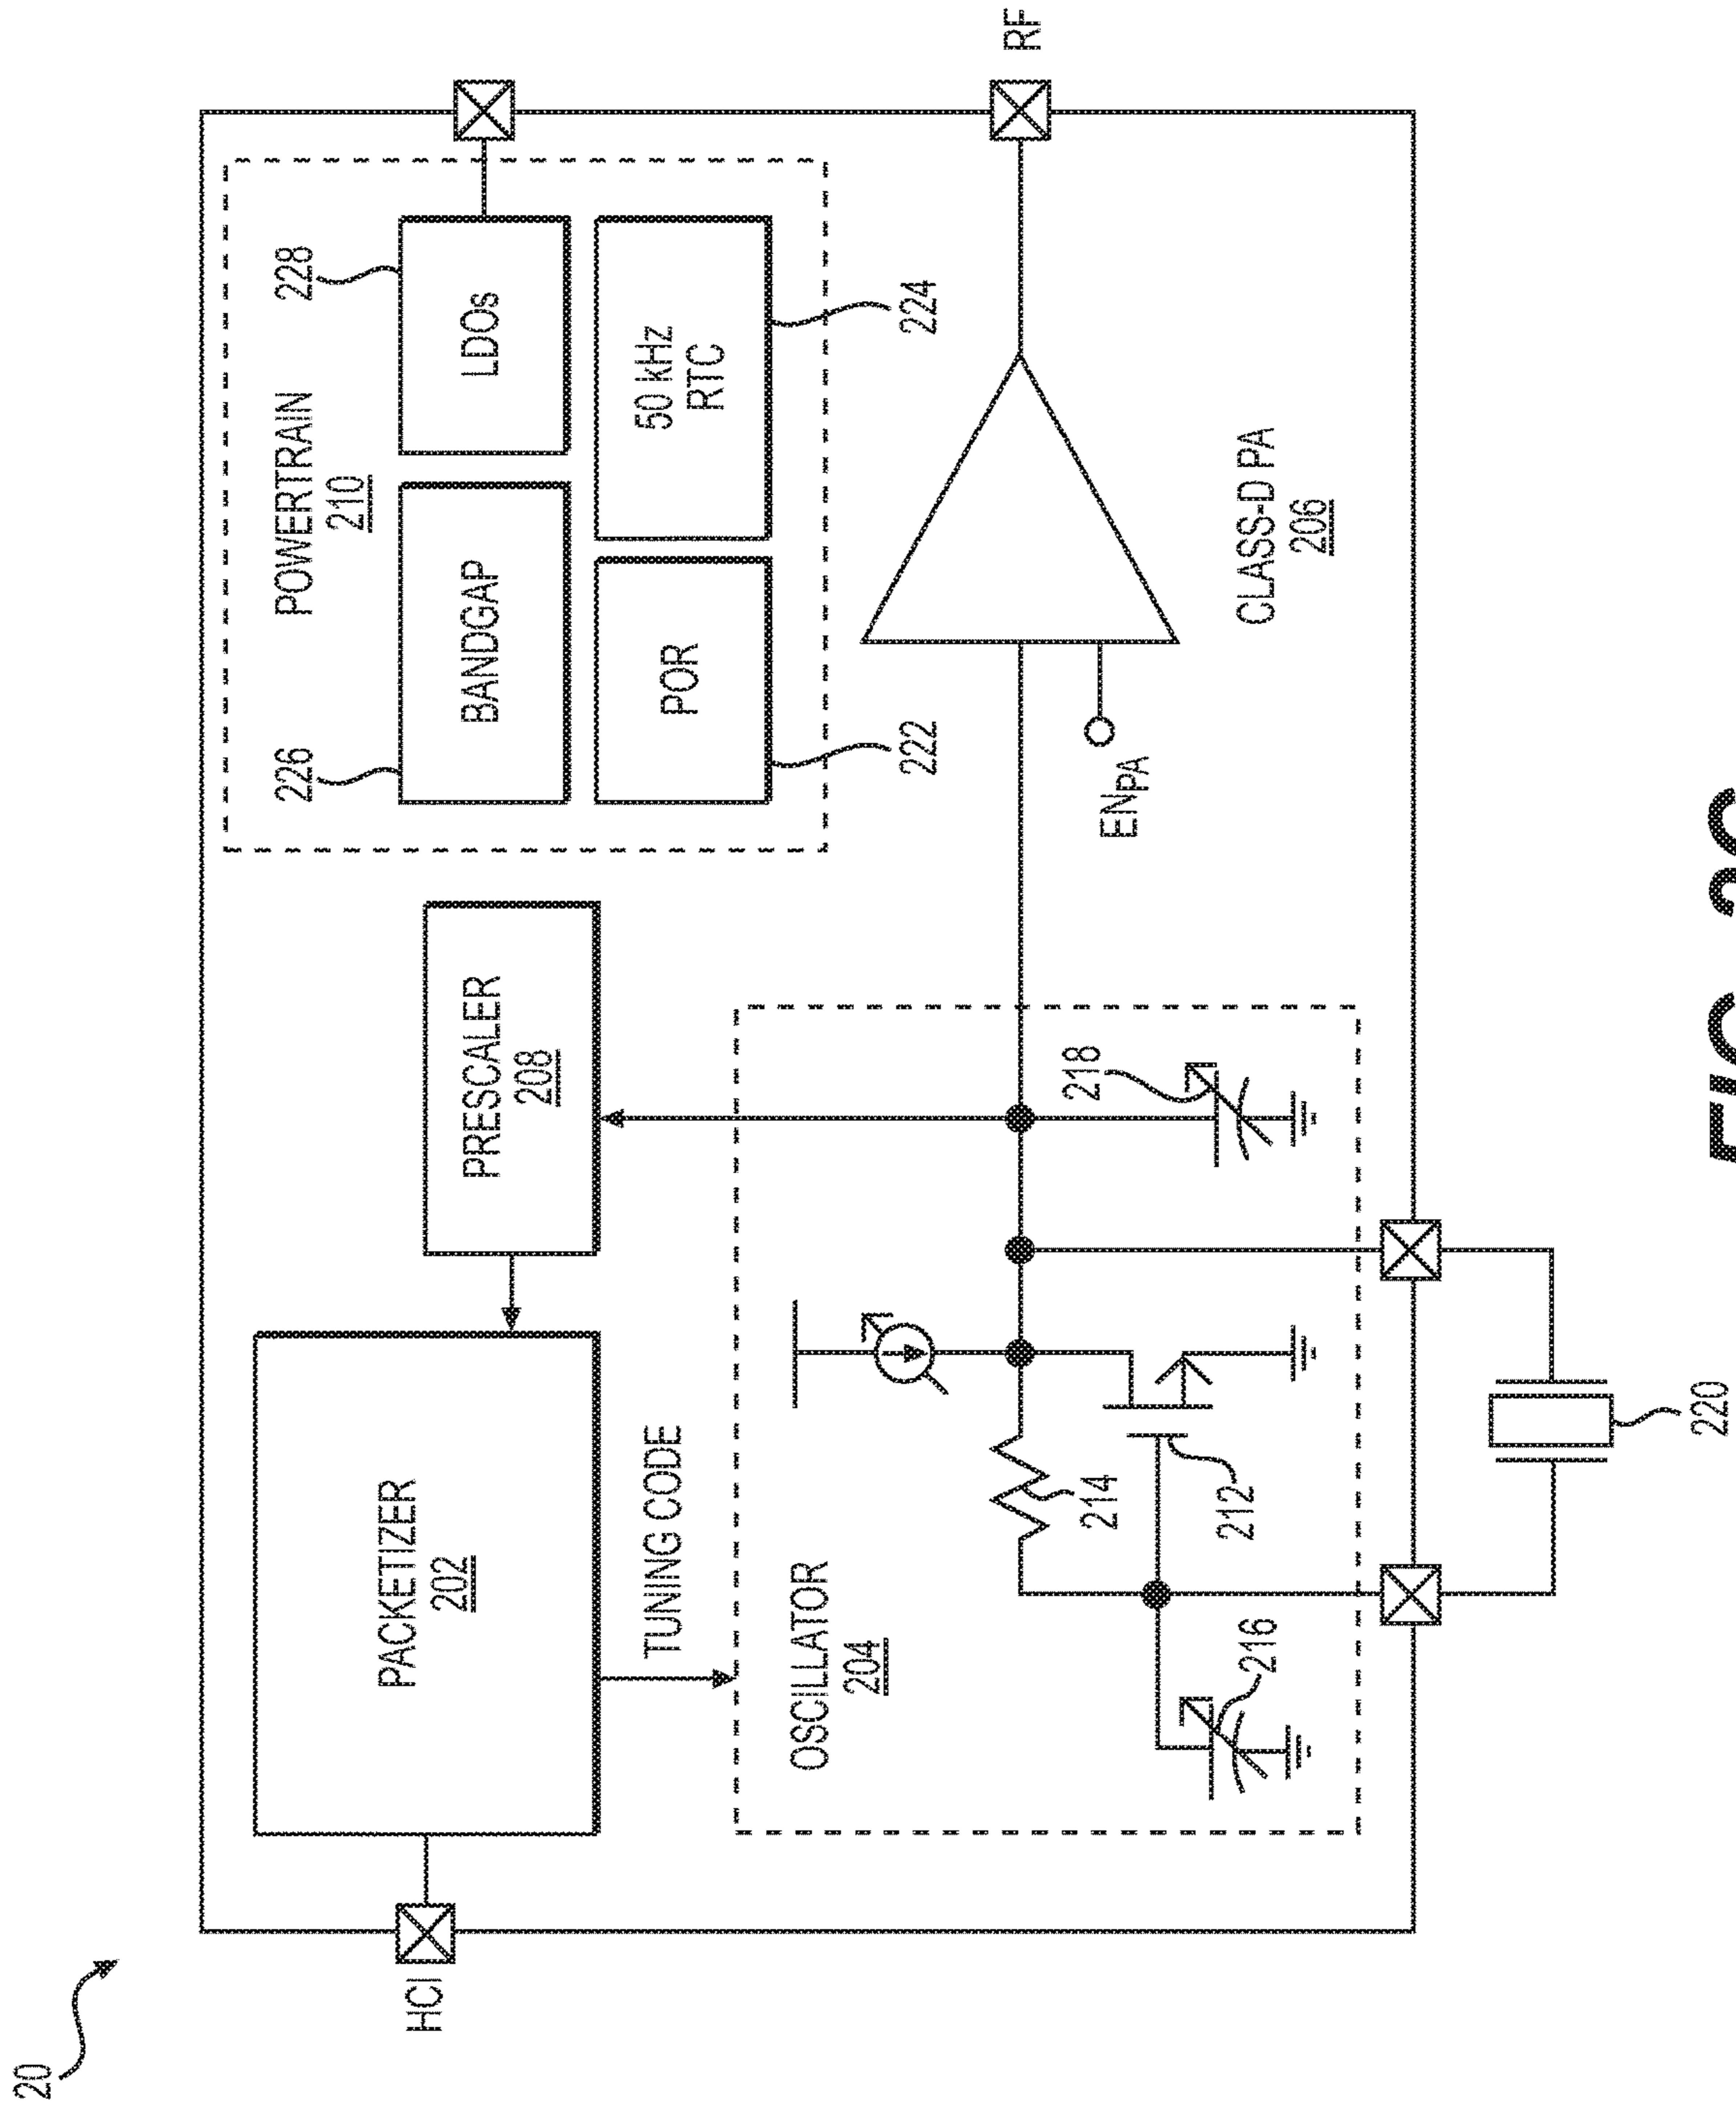 20
HCI
PACKETIZER
202
PRESCALER
208
POWERTRAIN
210
226
228
BANDGAP
LDOs
POR
50 kHz
RTC
222
224
TUNING CODE
OSCILLATOR
204
214
212
216
218
ENPA
CLASS-D PA
206
RF
220